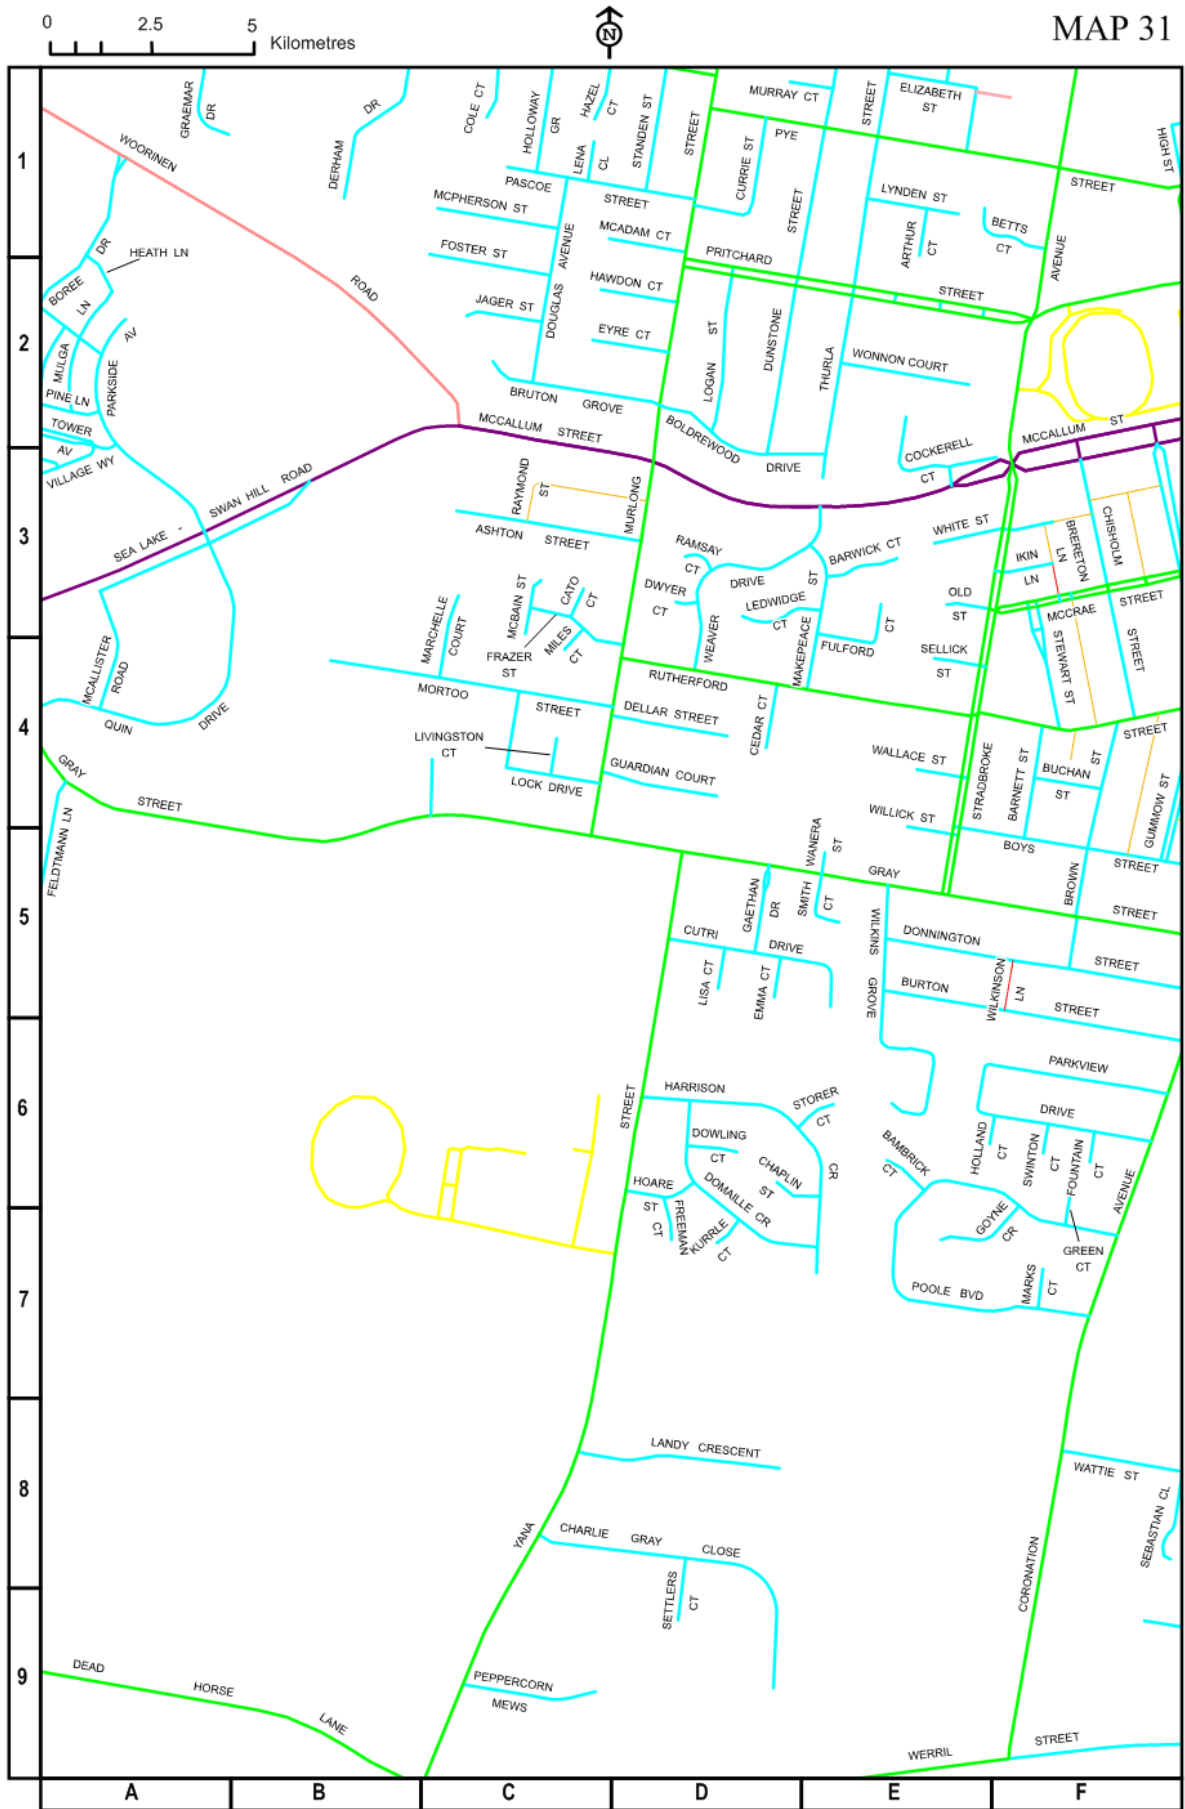 0 2.5 5 Kilometres
N
MAP 31
GRAEMAR DR
WOORINEN ROAD
DERHAM DR
COLE CT
HOLLOWAY GR
HAZEL CT
LENA CL
STANDEN ST
STREET
MURRAY CT
STREET
ELIZABETH ST
PYE STREET
HIGH ST
1
CURRIE ST
PASCOE STREET
MCPHERSON ST
LYNDEN ST
ARTHUR CT
BETTS CT
AVENUE
MCADAM CT
STREET
PRITCHARD STREET
FOSTER ST
DOUGLAS AVENUE
HEATH LN
BOREE DR
LN
HAWDON CT
JAGER ST
EYRE CT
LOGAN ST
DUNSTONE
THURLA
WONNON COURT
2
MULGA
AV
PARKSIDE
PINE LN
TOWER AV
VILLAGE WY
BRUTON GROVE
MCCALLUM STREET
BOLDREWOOD DRIVE
COCKERELL CT
MCCALLUM ST
SEA LAKE - SWAN HILL ROAD
RAYMOND ST
MURLONG
3
ASHTON STREET
RAMSAY CT
BARWICK CT
WHITE ST
IKIN LN
LN
BRERETON
CHISHOLM
STREET
DWYER CT
DRIVE
LEDWIDGE CT
WEAVER
MAKEPEACE ST
FULFORD CT
OLD ST
MCCRAE STREET
STEWART ST
SELLICK ST
MARCHELLE COURT
MCBAIN ST
CATO CT
MILES CT
FRAZER ST
MCALLISTER ROAD
QUIN DRIVE
RUTHERFORD
STREET
4
MORTOO STREET
DELLAR STREET
CEDAR CT
LIVINGSTON CT
LOCK DRIVE
GUARDIAN COURT
WALLACE ST
STRADBROKE
BARNETT ST
BUCHAN ST
ST
GUMMOW ST
GRAY STREET
FELDTMANN LN
WILLICK ST
BOYS STREET
BROWN
WANERA ST
GRAY STREET
SMITH CT
GAETHAN DR
5
CUTRI DRIVE
LISA CT
EMMA CT
WILKINS GROVE
DONNINGTON STREET
BURTON STREET
WILKINSON LN
PARKVIEW DRIVE
6
STREET
HARRISON CR
STORER CT
DOWLING CT
CHAPLIN ST
DOMAILLE CR
HOARE ST
FREEMAN CT
KURRLE CT
BAMBRICK CT
HOLLAND CT
SWINTON CT
FOUNTAIN CT
AVENUE
GOYNE CR
GREEN CT
7
MARKS CT
POOLE BVD
LANDY CRESCENT
8
WATTIE ST
SEBASTIAN CL
YANA
CHARLIE GRAY CLOSE
SETTLERS CT
CORONATION
9
DEAD HORSE LANE
PEPPERCORN MEWS
WERRIL STREET
A B C D E F